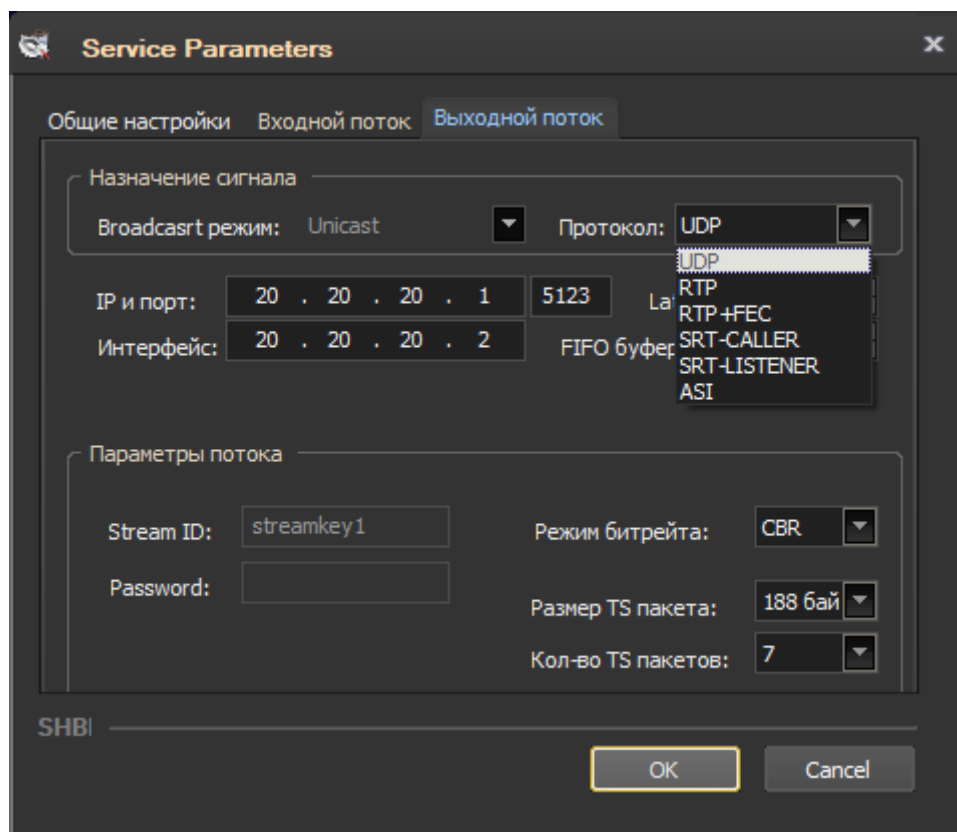 Service Parameters
Общие настройки Входной поток Выходной поток
Назначение сигнала
Broadcasrt режим: Unicast Протокол: UDP
UDP
RTP
RTP+FEC
SRT-CALLER
SRT-LISTENER
ASI
IP и порт: 20 . 20 . 20 . 1 5123
Интерфейс: 20 . 20 . 20 . 2 FIFO буфер
Параметры потока
Stream ID: streamkey1 Режим битрейта: CBR
Password: Размер TS пакета: 188 бай
Кол-во TS пакетов: 7
SHBI
OK Cancel